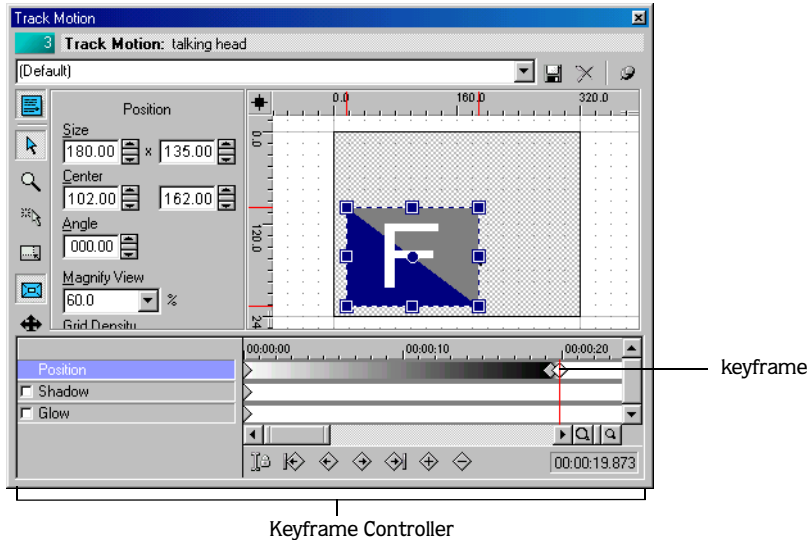 Track Motion
3 Track Motion: talking head
(Default)
Position
Size
180.00 × 135.00
Center
102.00 162.00
Angle
000.00
Magnify View
60.0 %
Grid Density
0.0 160.0 320.0
0.0
120.0
24
F
00:00:00 00:00:10 00:00:20
Position
Shadow
Glow
00:00:19.873
keyframe
Keyframe Controller